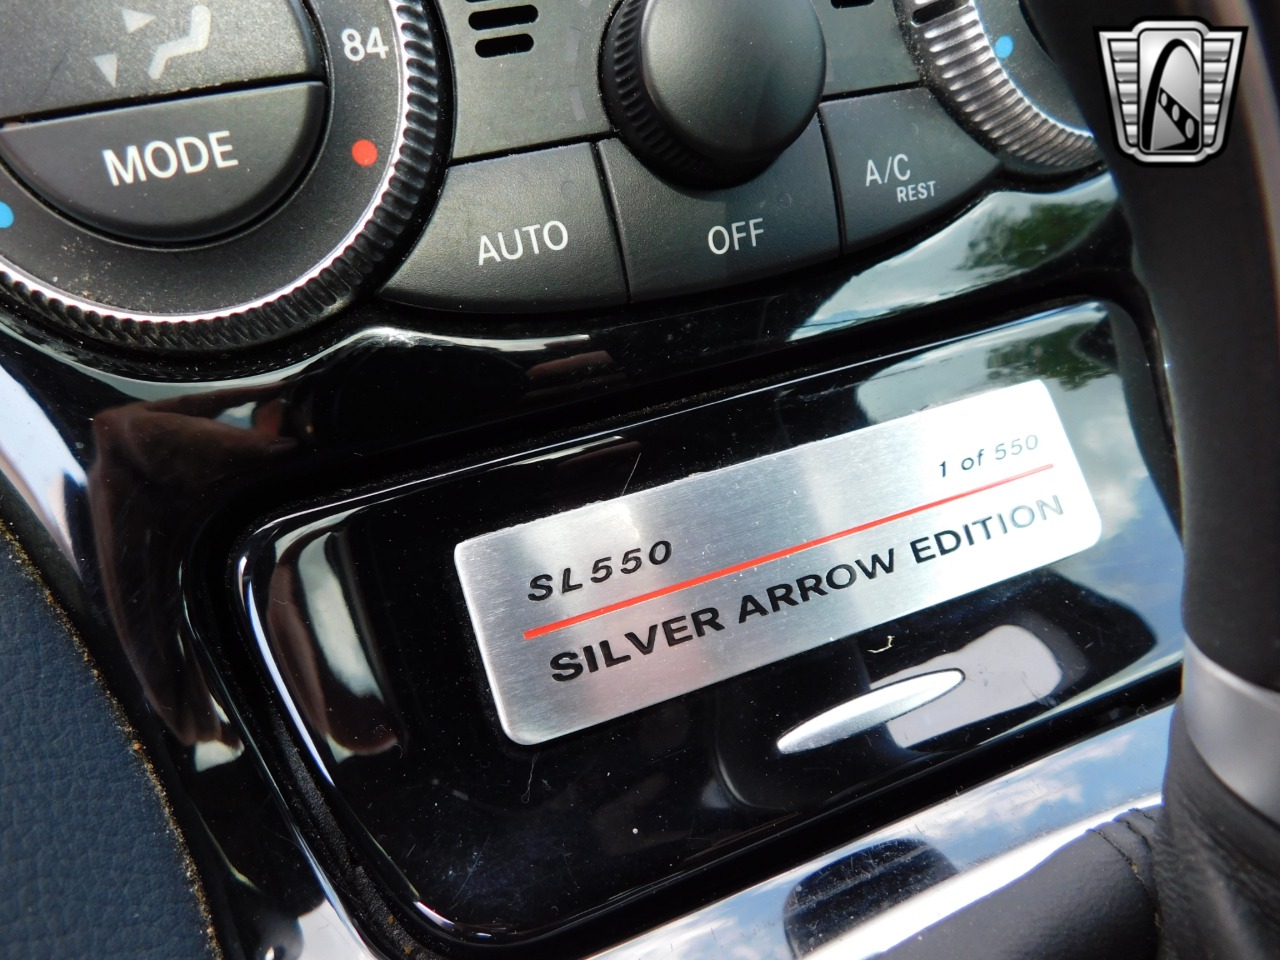 84
MODE
AUTO
OFF
A/C
REST
1 of 550
SL550
SILVER ARROW EDITION